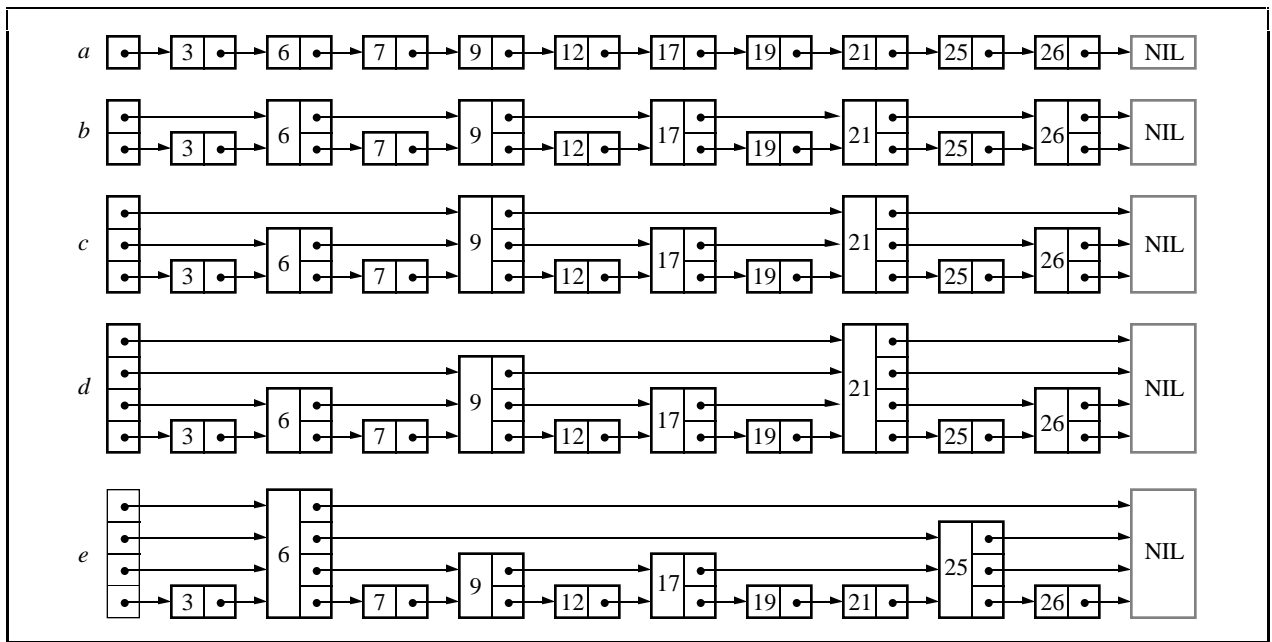 a 3 6 7 9 12 17 19 21 25 26 NIL
b 3 6 7 9 12 17 19 21 25 26 NIL
c 3 6 7 9 12 17 19 21 25 26 NIL
d 3 6 7 9 12 17 19 21 25 26 NIL
e 3 6 7 9 12 17 19 21 25 26 NIL